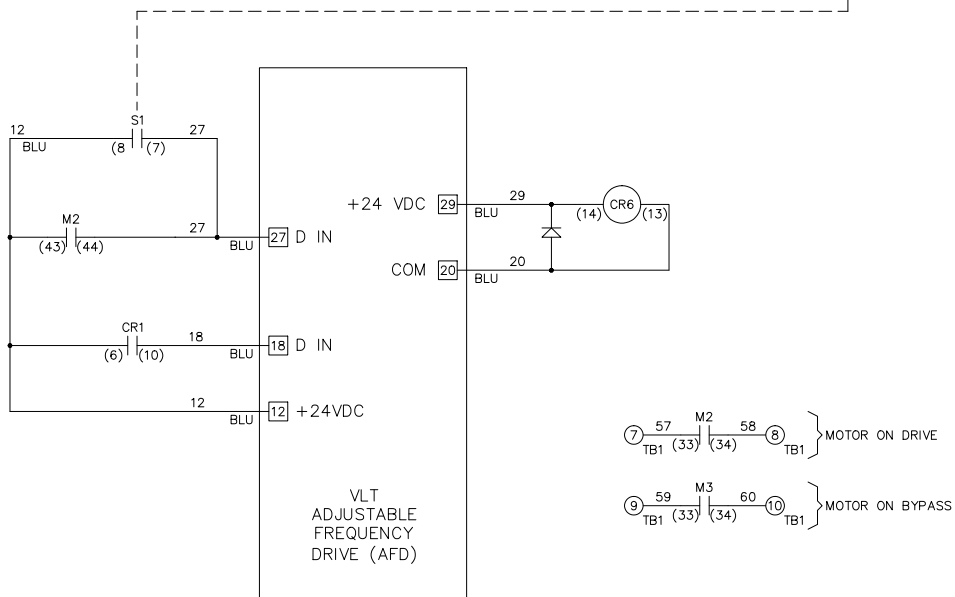 S1
12
27
BLU
(8
(7)
M2
27
(43)
(44)
BLU
27
D IN
CR1
18
(6)
(10)
BLU
18
D IN
12
BLU
12
+24VDC
+24 VDC
29
29
BLU
(14)
CR6
(13)
COM
20
20
BLU
VLT
ADJUSTABLE
FREQUENCY
DRIVE (AFD)
7
57
M2
58
8
TB1
(33)
(34)
TB1
MOTOR ON DRIVE
9
59
M3
60
10
TB1
(33)
(34)
TB1
MOTOR ON BYPASS